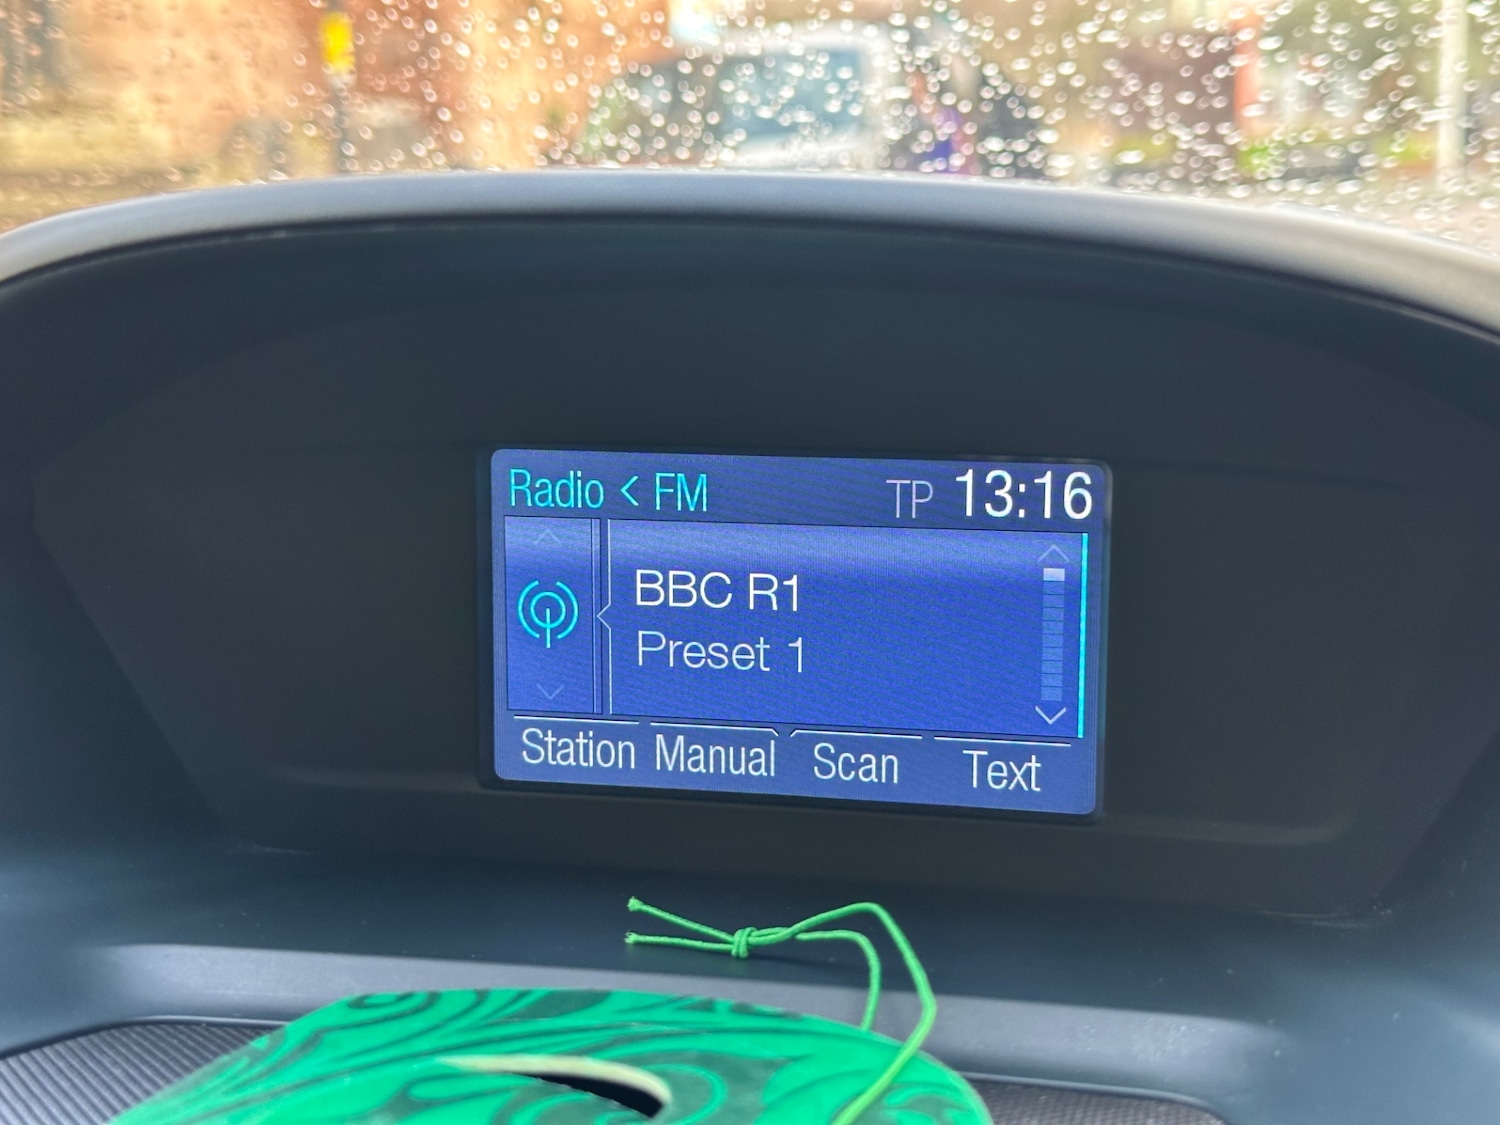 Radio < FM TP 13:16
BBC R1
Preset 1
Station Manual Scan Text